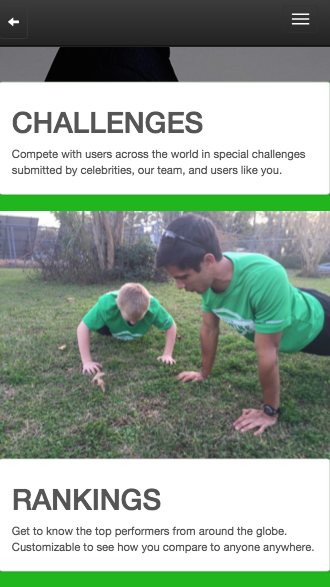 CHALLENGES
Compete with users across the world in special challenges
submitted by celebrities, our team, and users like you.
RANKINGS
Get to know the top performers from around the globe.
Customizable to see how you compare to anyone anywhere.